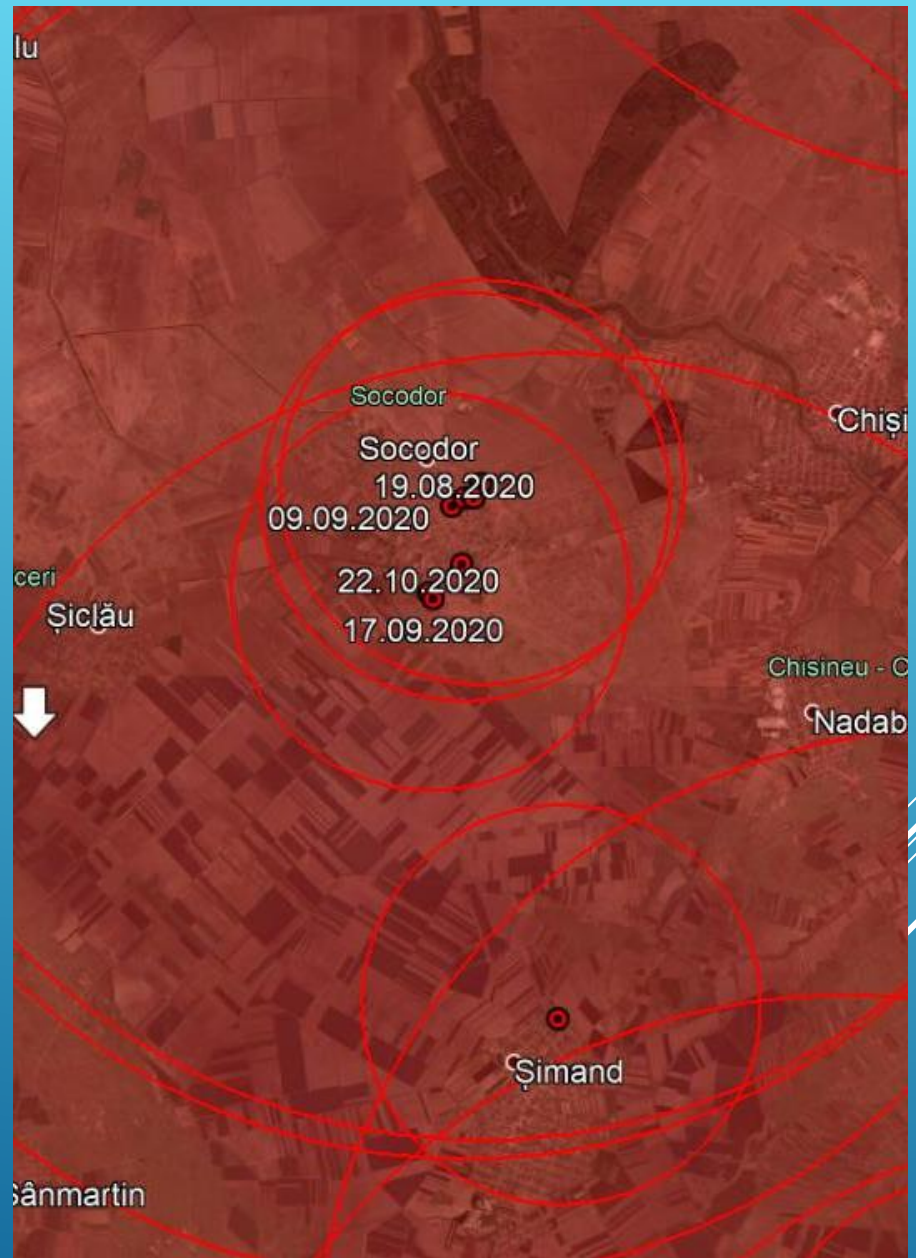 lu
Socodor
Chiși
Socodor
19.08.2020
09.09.2020
22.10.2020
ceri
Șiclău
17.09.2020
Chisineu - C
Nadab
Șimand
Sânmartin